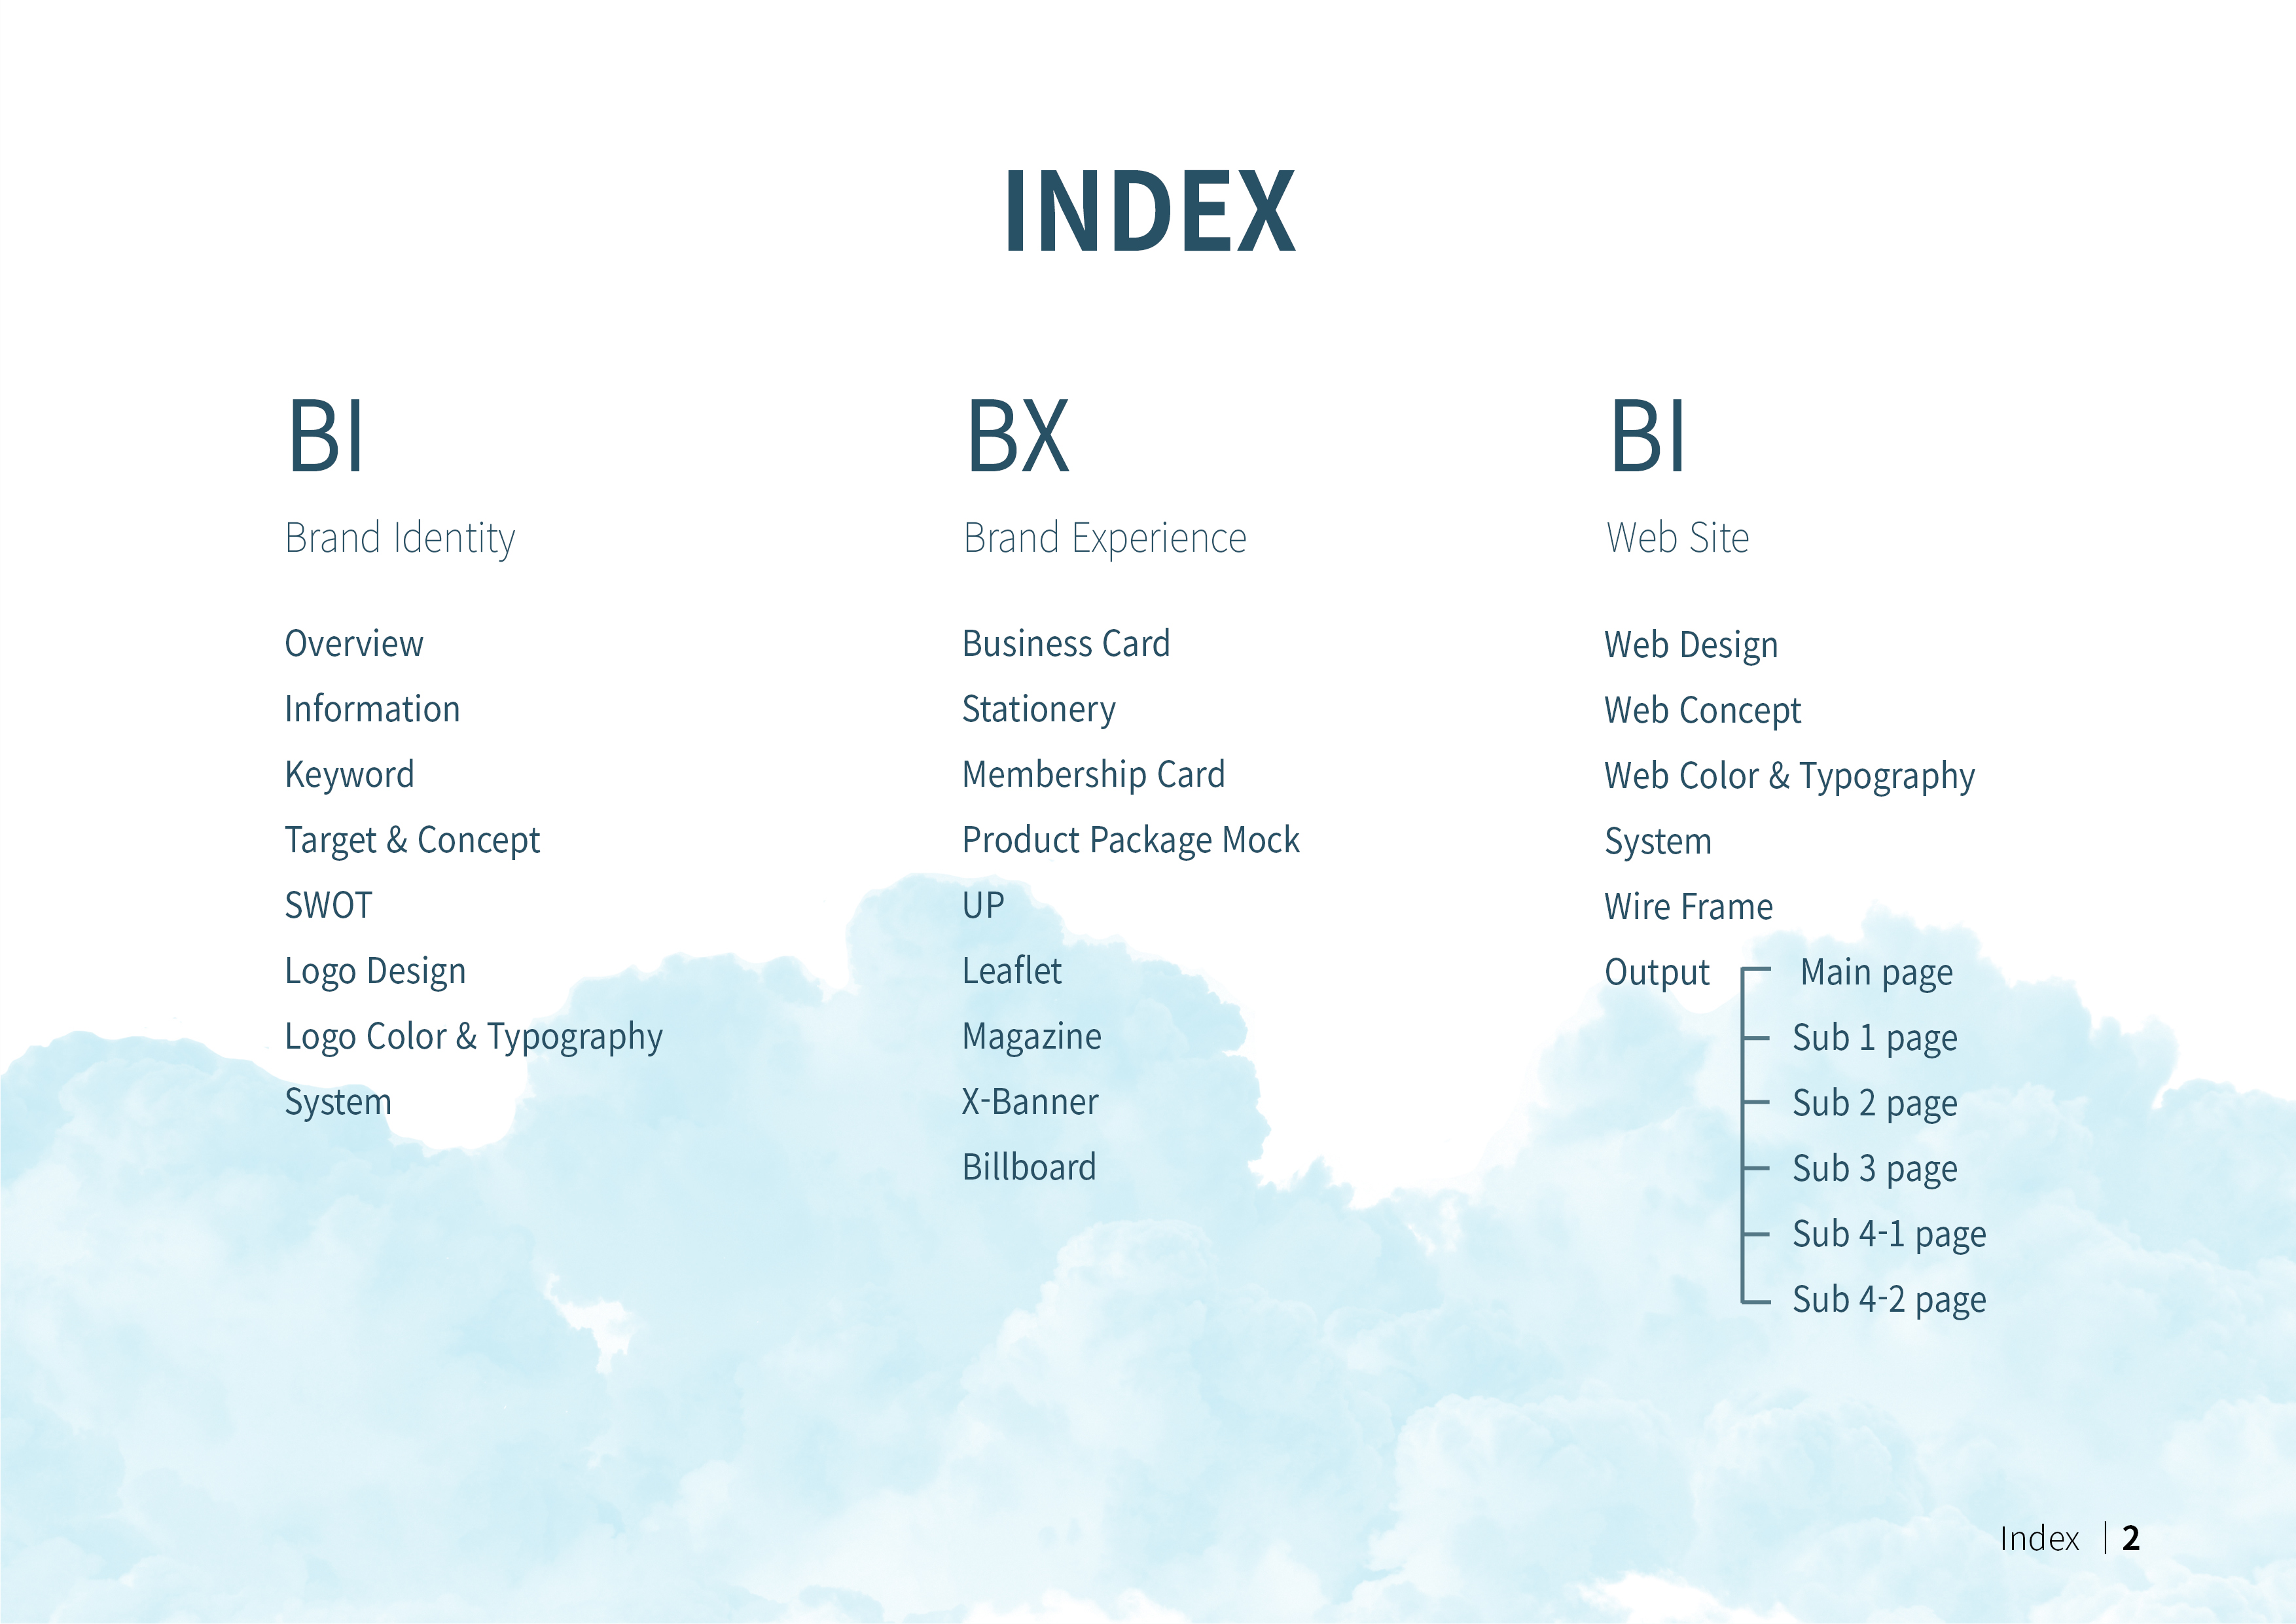 INDEX
BI
Brand Identity
Overview
Information
Keyword
Target & Concept
SWOT
Logo Design
Logo Color & Typography
System
BX
Brand Experience
Business Card
Stationery
Membership Card
Product Package Mock
UP
Leaflet
Magazine
X-Banner
Billboard
BI
Web Site
Web Design
Web Concept
Web Color & Typography
System
Wire Frame
Output Main page
Sub 1 page
Sub 2 page
Sub 3 page
Sub 4-1 page
Sub 4-2 page
Index | 2